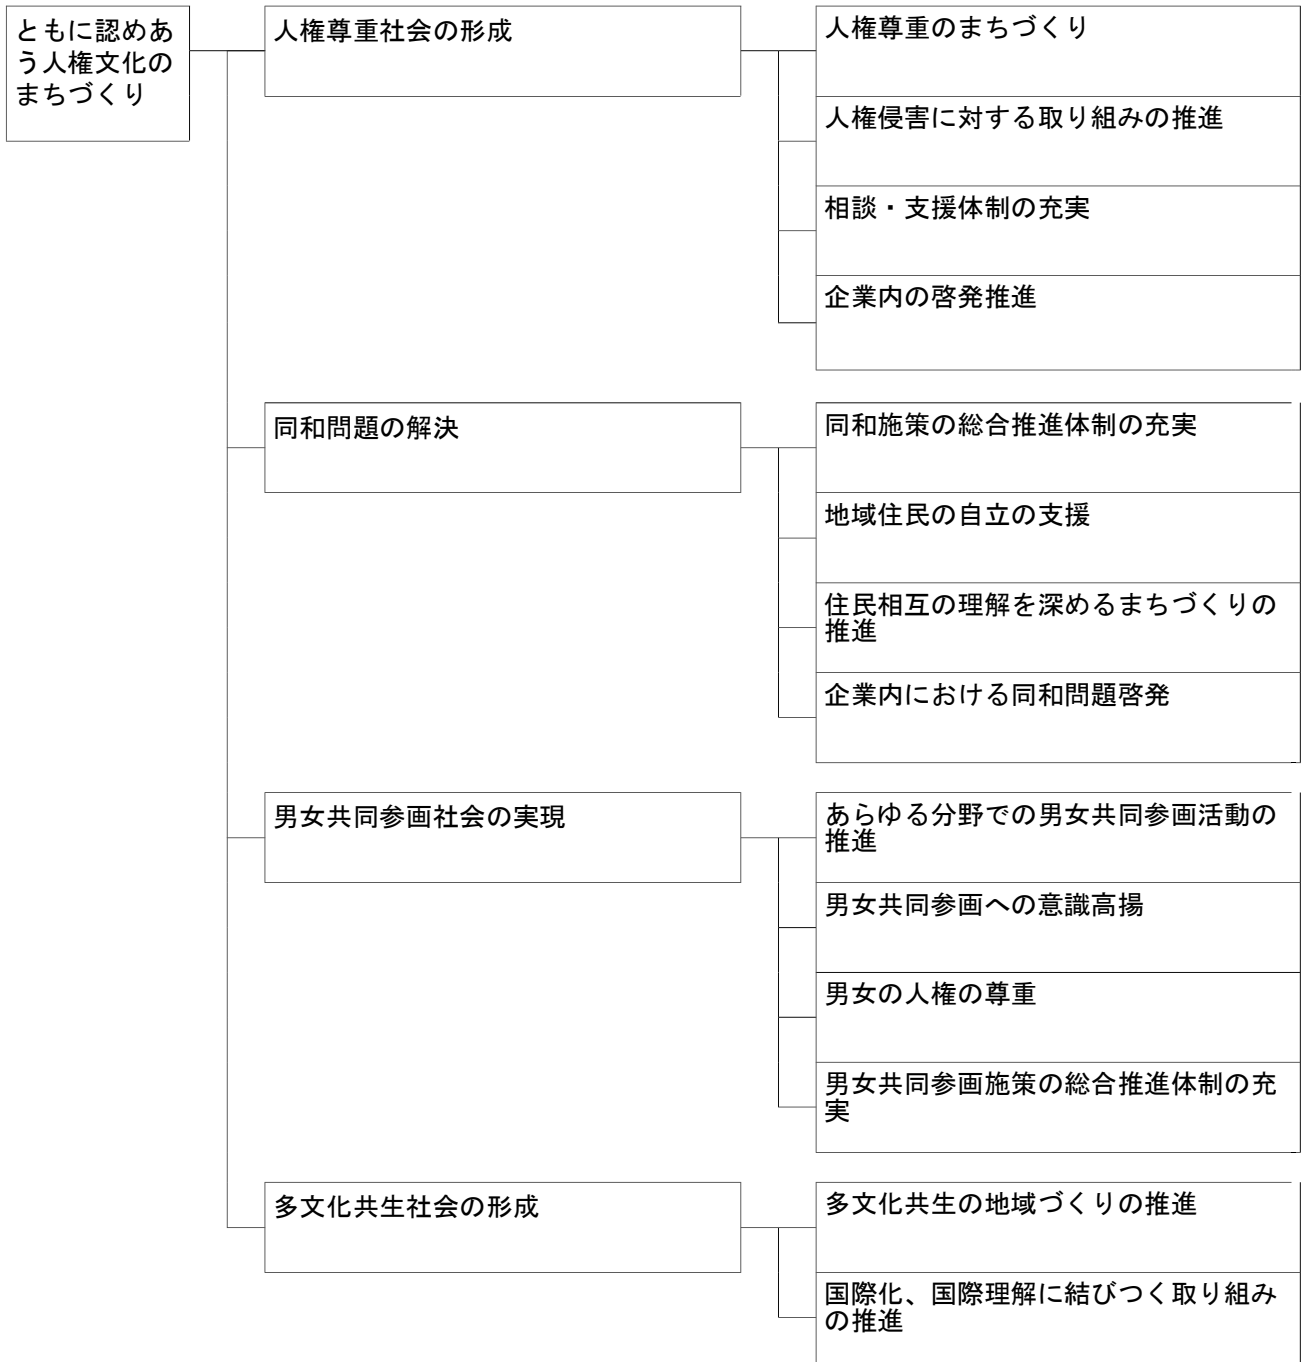 ともに認めあ
う人権文化の
まちづくり
人権尊重社会の形成
人権尊重のまちづくり
人権侵害に対する取り組みの推進
相談・支援体制の充実
企業内の啓発推進
同和問題の解決
同和施策の総合推進体制の充実
地域住民の自立の支援
住民相互の理解を深めるまちづくりの
推進
企業内における同和問題啓発
男女共同参画社会の実現
あらゆる分野での男女共同参画活動の
推進
男女共同参画への意識高揚
男女の人権の尊重
男女共同参画施策の総合推進体制の充
実
多文化共生社会の形成
多文化共生の地域づくりの推進
国際化、国際理解に結びつく取り組み
の推進